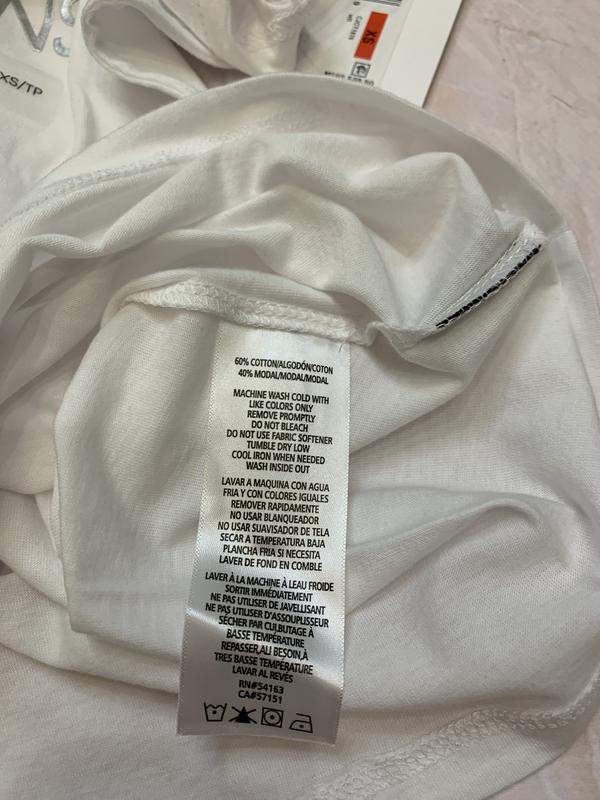 XS/TP
XS
60% COTTON/ALGODÓN/COTON
40% MODAL/MODAL/MODAL
MACHINE WASH COLD WITH
LIKE COLORS ONLY
REMOVE PROMPTLY
DO NOT BLEACH
DO NOT USE FABRIC SOFTENER
TUMBLE DRY LOW
COOL IRON WHEN NEEDED
WASH INSIDE OUT
LAVAR A MAQUINA CON AGUA
FRIA Y CON COLORES IGUALES
REMOVER RAPIDAMENTE
NO USAR BLANQUEADOR
NO USAR SUAVISADOR DE TELA
SECAR A TEMPERATURA BAJA
PLANCHA FRIA SI NECESITA
LAVER DE FOND EN COMBLE
LAVER À LA MACHINE À LEAU FROIDE
SORTIR IMMÉDIATEMENT
NE PAS UTILISER DE JAVELLISANT
NE PAS UTILISER D'ASSOUPLISSEUR
SÉCHER PAR CULBUTAGE À
BASSE TEMPÉRATURE
REPASSER,ALI BESOIN,À
TRES BASSE TEMPÉRATURE
LAVAR AL REVÉS
RN#54163
CA#57151